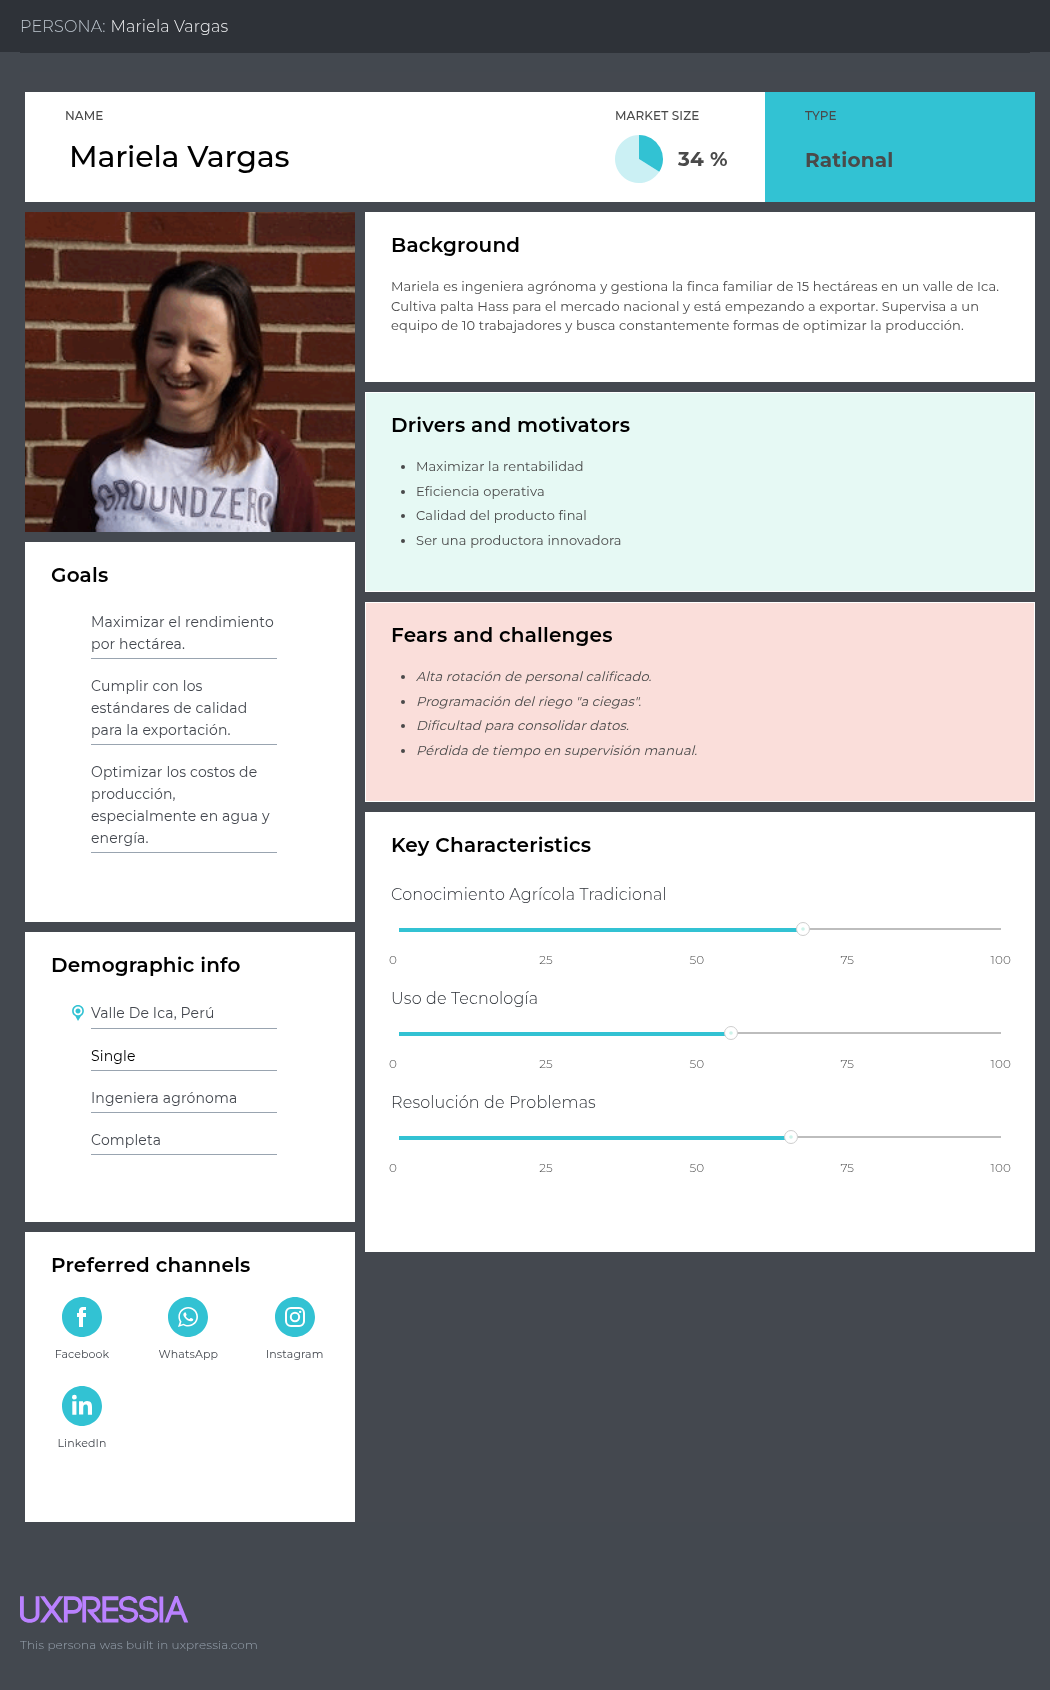 PERSONA: Mariela Vargas
NAME
Mariela Vargas
MARKET SIZE
34 %
TYPE
Rational
GROUNDZERO
Background
Mariela es ingeniera agrónoma y gestiona la finca familiar de 15 hectáreas en un valle de Ica.
Cultiva palta Hass para el mercado nacional y está empezando a exportar. Supervisa a un
equipo de 10 trabajadores y busca constantemente formas de optimizar la producción.
Drivers and motivators
• Maximizar la rentabilidad
• Eficiencia operativa
• Calidad del producto final
• Ser una productora innovadora
Goals
Maximizar el rendimiento
por hectárea.
Cumplir con los
estándares de calidad
para la exportación.
Optimizar los costos de
producción,
especialmente en agua y
energía.
Fears and challenges
• Alta rotación de personal calificado.
• Programación del riego "a ciegas".
• Dificultad para consolidar datos.
• Pérdida de tiempo en supervisión manual.
Key Characteristics
Conocimiento Agrícola Tradicional
0 25 50 75 100
Uso de Tecnología
0 25 50 75 100
Resolución de Problemas
0 25 50 75 100
Demographic info
Valle De Ica, Perú
Single
Ingeniera agrónoma
Completa
Preferred channels
Facebook
WhatsApp
Instagram
LinkedIn
UXPRESSIA
This persona was built in uxpressia.com